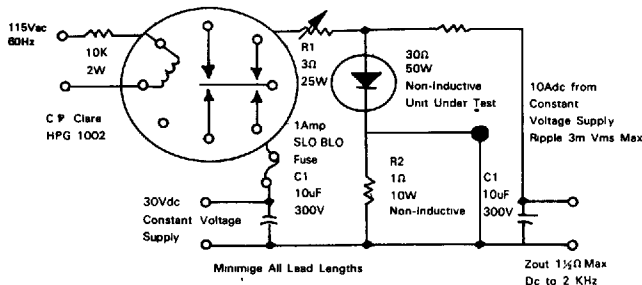 115Vac
60Hz
10K
2W
C P Clare
HPG 1002
R1
3Ω
25W
30Ω
50W
Non-Inductive
Unit Under Test
10Adc from
Constant
Voltage Supply
Ripple 3m Vms Max
1Amp
SLO BLO
Fuse
C1
10uF
300V
R2
1Ω
10W
Non-Inductive
C1
10uF
300V
30Vdc
Constant Voltage
Supply
Minimige All Lead Lengths
Zout 1½Ω Max
Dc to 2 KHz